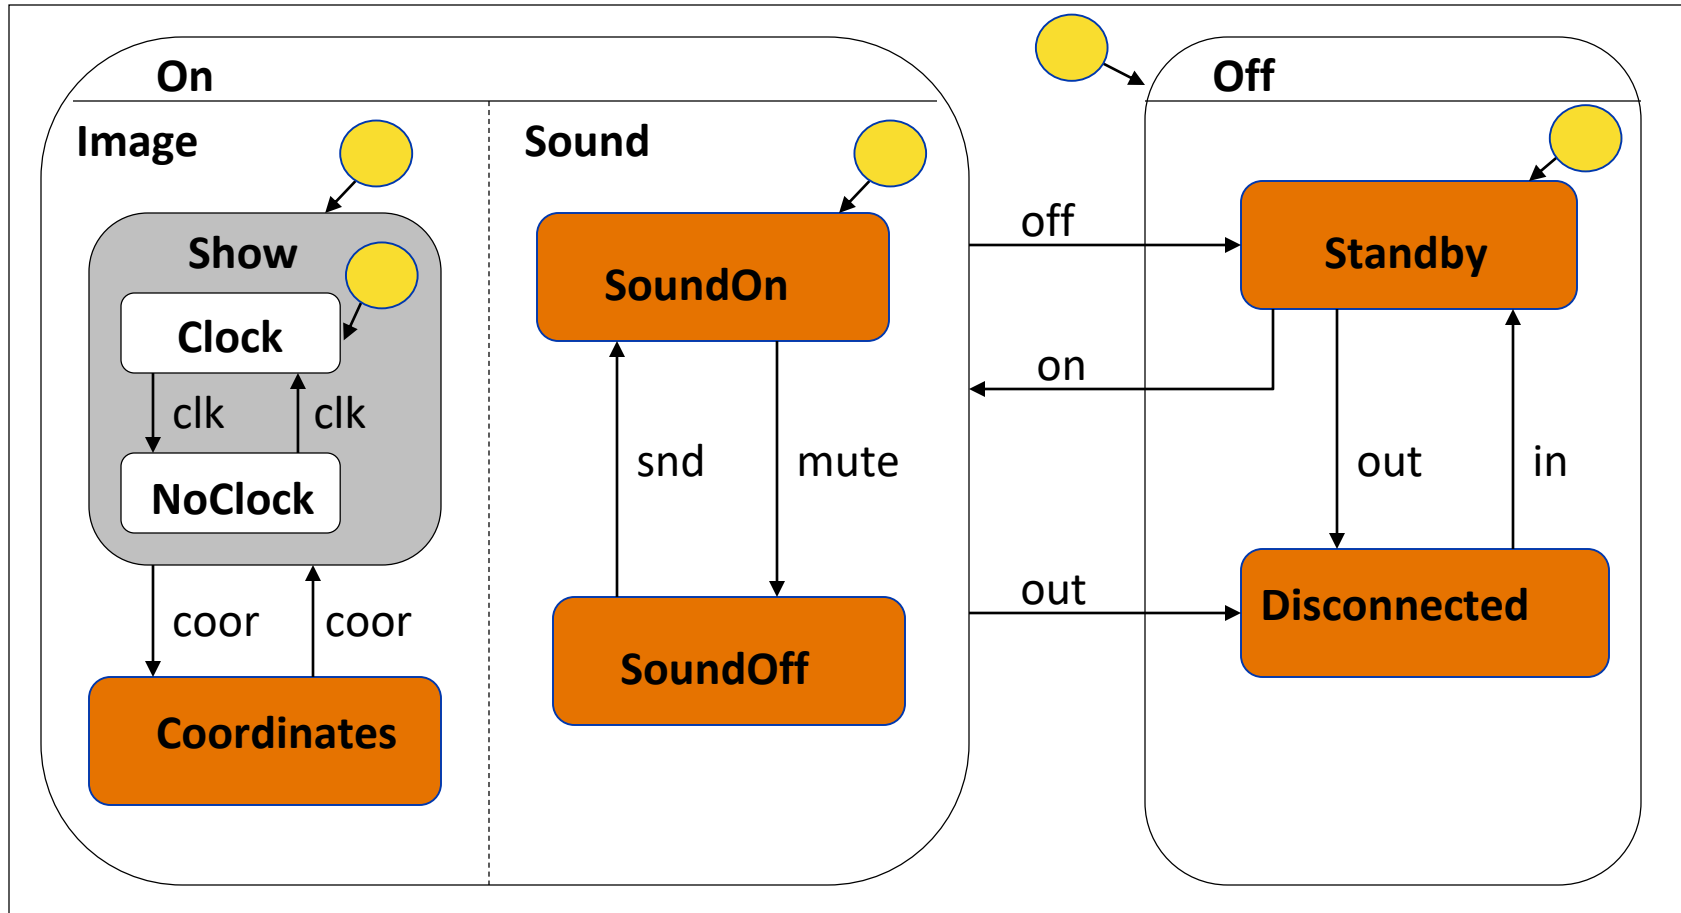 On
Off
Image
Sound
Show
Clock
clk
clk
NoClock
coor
coor
Coordinates
SoundOn
snd
mute
SoundOff
off
on
out
Standby
out
in
Disconnected